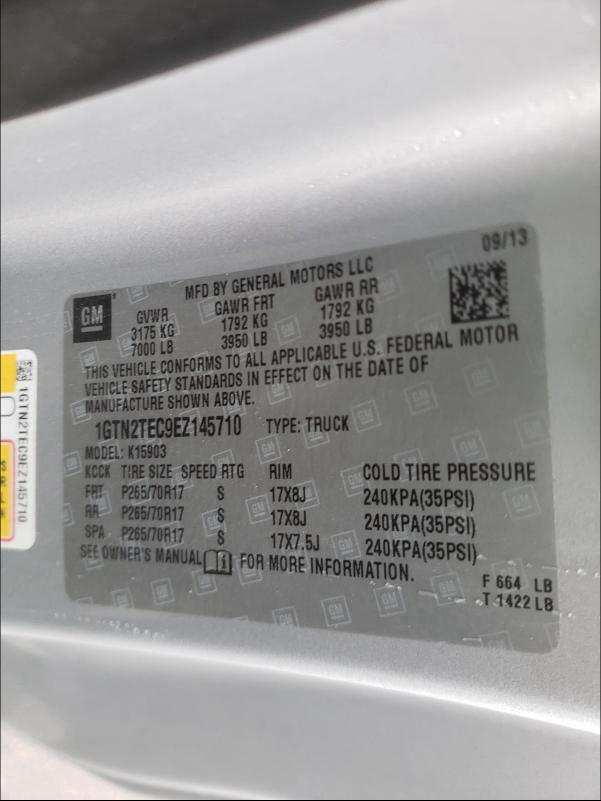 09/13
GM
MFD BY GENERAL MOTORS LLC
GVWR GAWR FRT GAWR RR
3175 KG 1792 KG 1792 KG
7000 LB 3950 LB 3950 LB
THIS VEHICLE CONFORMS TO ALL APPLICABLE U.S. FEDERAL MOTOR
VEHICLE SAFETY STANDARDS IN EFFECT ON THE DATE OF
MANUFACTURE SHOWN ABOVE.
1GTN2TEC9EZ145710 TYPE: TRUCK
MODEL: K15903
KCCK TIRE SIZE SPEED RTG RIM COLD TIRE PRESSURE
FRT P265/70R17 S 17X8J 240KPA(35PSI)
RR P265/70R17 S 17X8J 240KPA(35PSI)
SPA P265/70R17 S 17X7.5J 240KPA(35PSI)
SEE OWNER'S MANUAL FOR MORE INFORMATION.
F 664 LB
T 1422 LB
1GTN2TEC9EZ145710